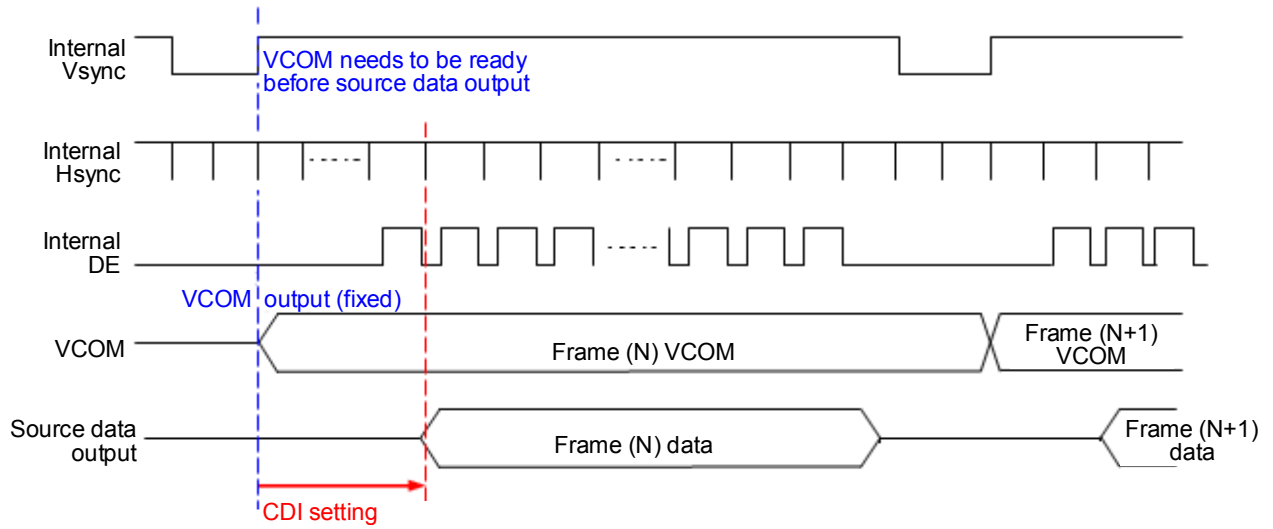 Internal
Vsync
VCOM needs to be ready
before source data output
Internal
Hsync
Internal
DE
VCOM output (fixed)
VCOM
Frame (N) VCOM
Frame (N+1)
VCOM
Source data
output
Frame (N) data
Frame (N+1)
data
CDI setting